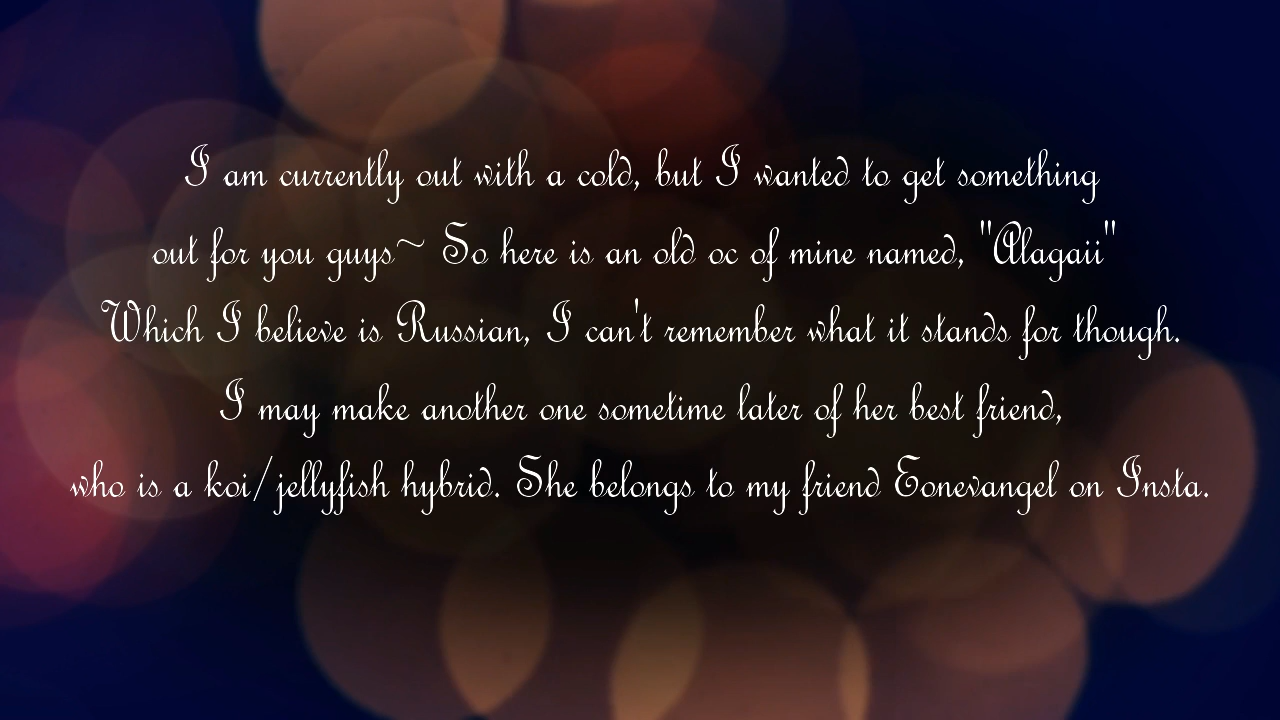 I am currently out with a cold, but I wanted to get something
out for you guys~ So here is an old oc of mine named, "Alagaii"
Which I believe is Russian, I can't remember what it stands for though.
I may make another one sometime later of her best friend,
who is a koi/jellyfish hybrid. She belongs to my friend Eonevangel on Insta.